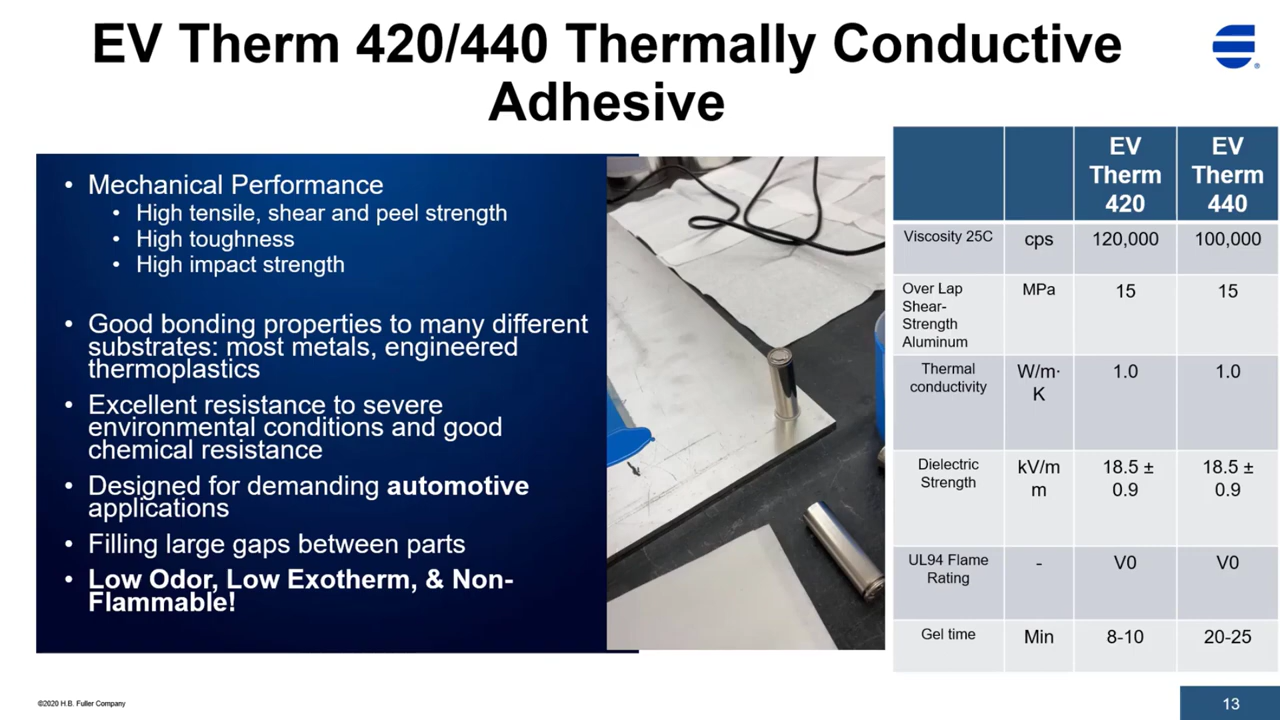 EV Therm 420/440 Thermally Conductive
Adhesive
• Mechanical Performance
• High tensile, shear and peel strength
• High toughness
• High impact strength
• Good bonding properties to many different
substrates: most metals, engineered
thermoplastics
• Excellent resistance to severe
environmental conditions and good
chemical resistance
• Designed for demanding automotive
applications
• Filling large gaps between parts
• Low Odor, Low Exotherm, & Non-
Flammable!
EV
Therm
420
EV
Therm
440
Viscosity 25C
cps
120,000
100,000
Over Lap
Shear-
Strength
Aluminum
MPa
15
15
Thermal
conductivity
W/m·
K
1.0
1.0
Dielectric
Strength
kV/m
m
18.5 ±
0.9
18.5 ±
0.9
UL94 Flame
Rating
-
V0
V0
Gel time
Min
8-10
20-25
©2020 H.B. Fuller Company
13